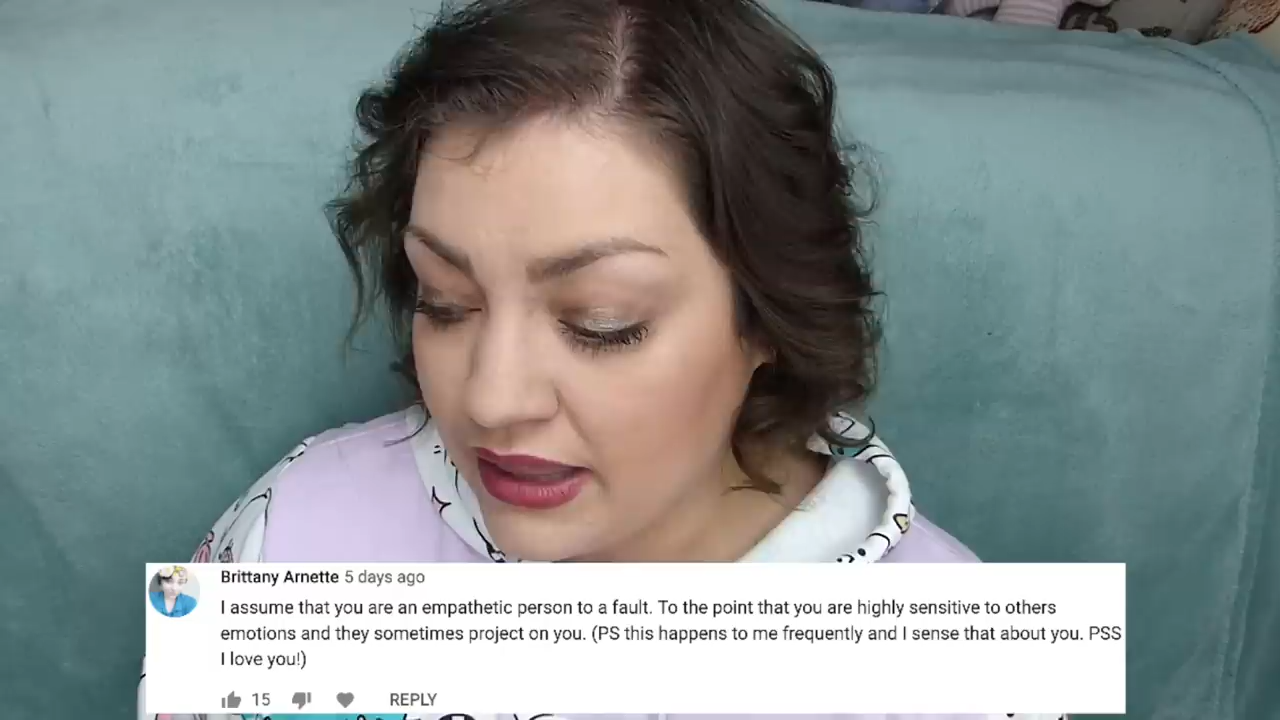 Brittany Arnette 5 days ago
I assume that you are an empathetic person to a fault. To the point that you are highly sensitive to others
emotions and they sometimes project on you. (PS this happens to me frequently and I sense that about you. PSS
I love you!)
15 REPLY